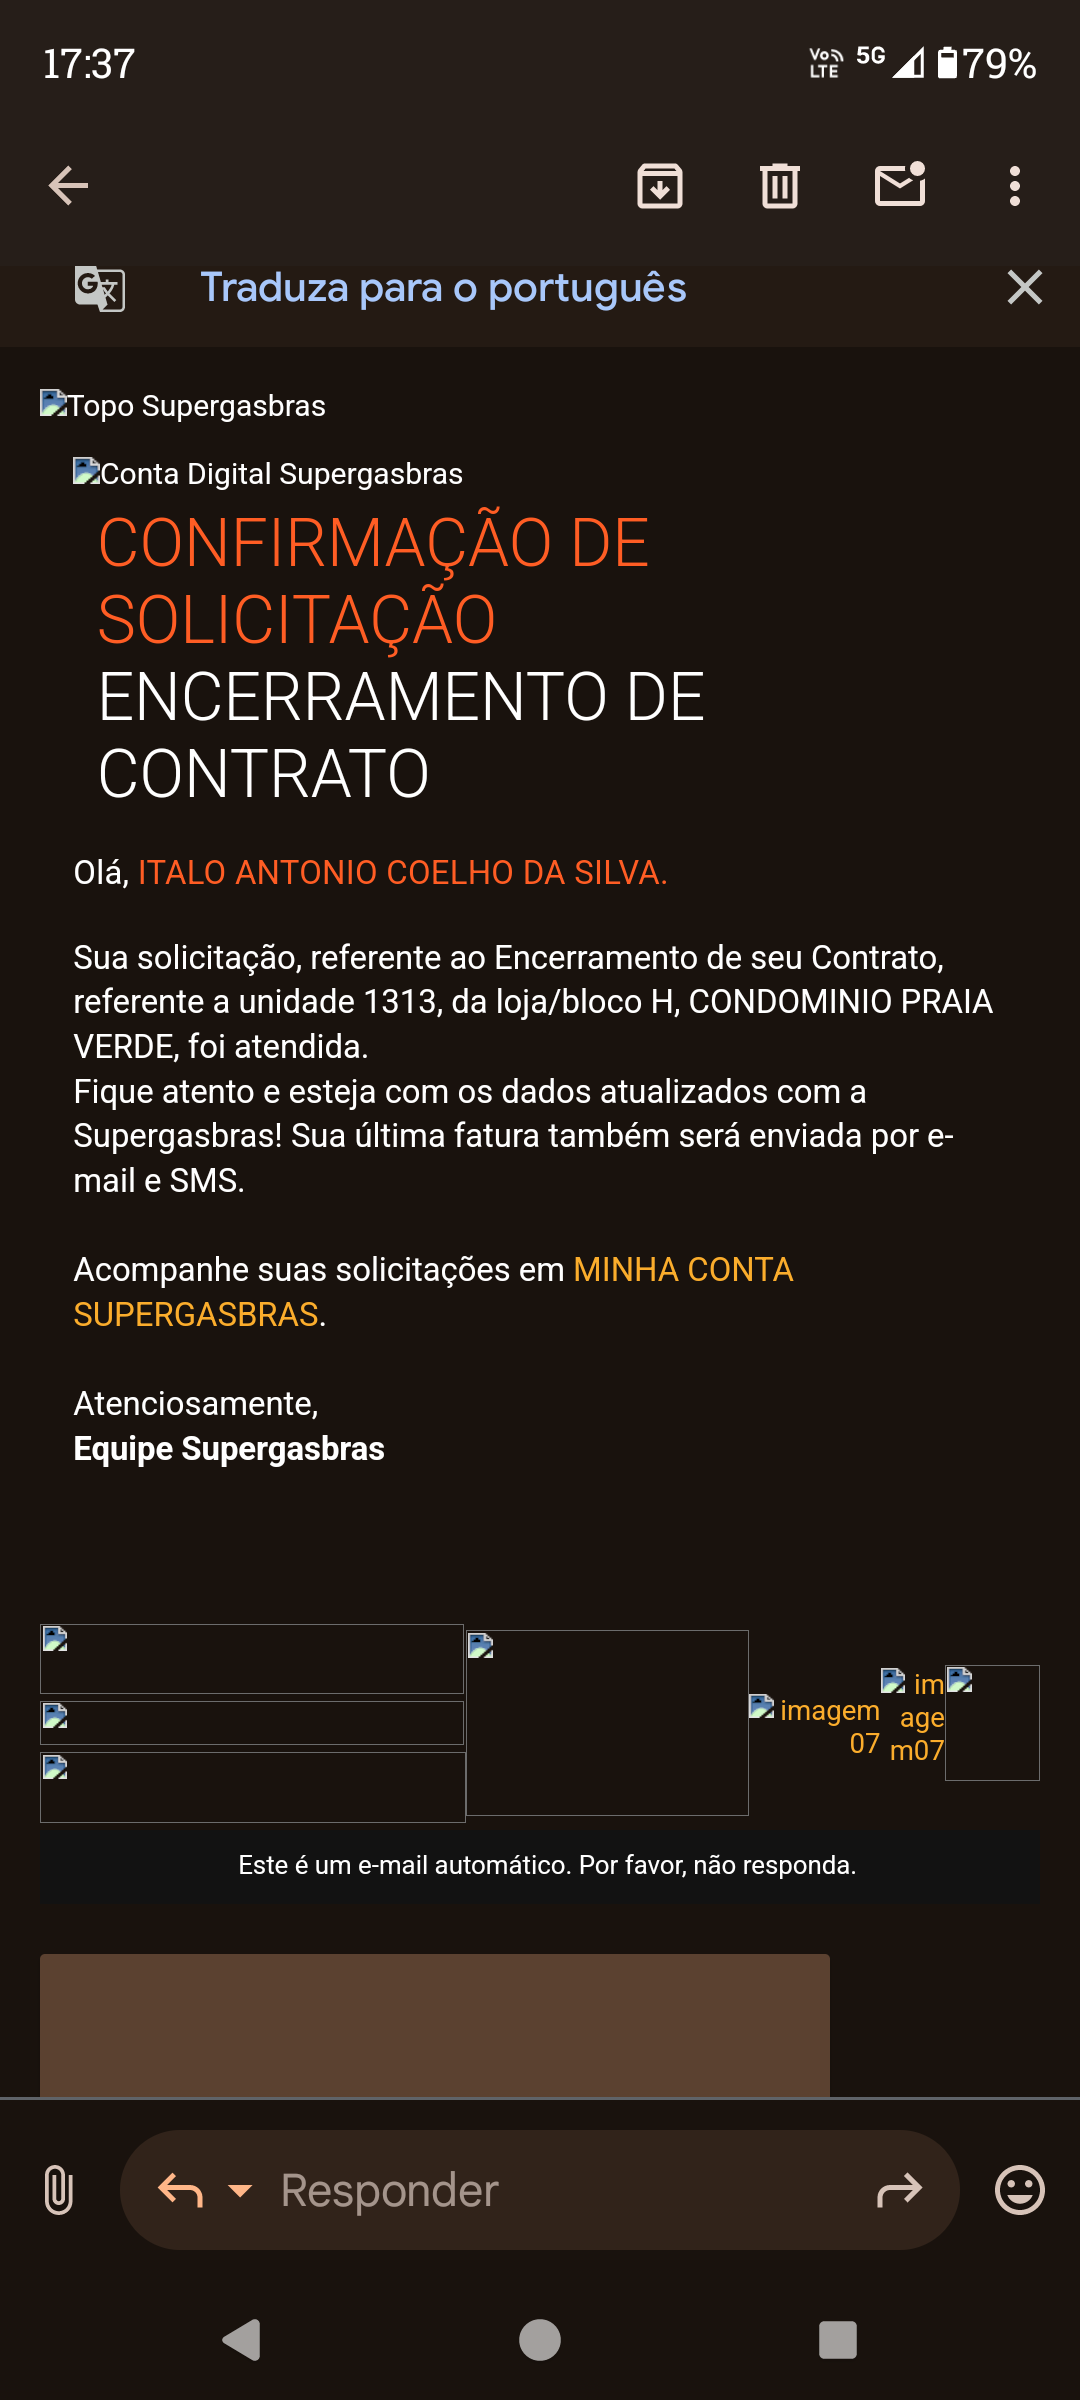 17:37
Vo LTE 5G 79%
Traduza para o português
Topo Supergasbras
Conta Digital Supergasbras
CONFIRMAÇÃO DE
SOLICITAÇÃO
ENCERRAMENTO DE
CONTRATO
Olá, ITALO ANTONIO COELHO DA SILVA.
Sua solicitação, referente ao Encerramento de seu Contrato,
referente a unidade 1313, da loja/bloco H, CONDOMINIO PRAIA
VERDE, foi atendida.
Fique atento e esteja com os dados atualizados com a
Supergasbras! Sua última fatura também será enviada por e-
mail e SMS.
Acompanhe suas solicitações em MINHA CONTA
SUPERGASBRAS.
Atenciosamente,
Equipe Supergasbras
imagem
07
im
age
m07
Este é um e-mail automático. Por favor, não responda.
Responder